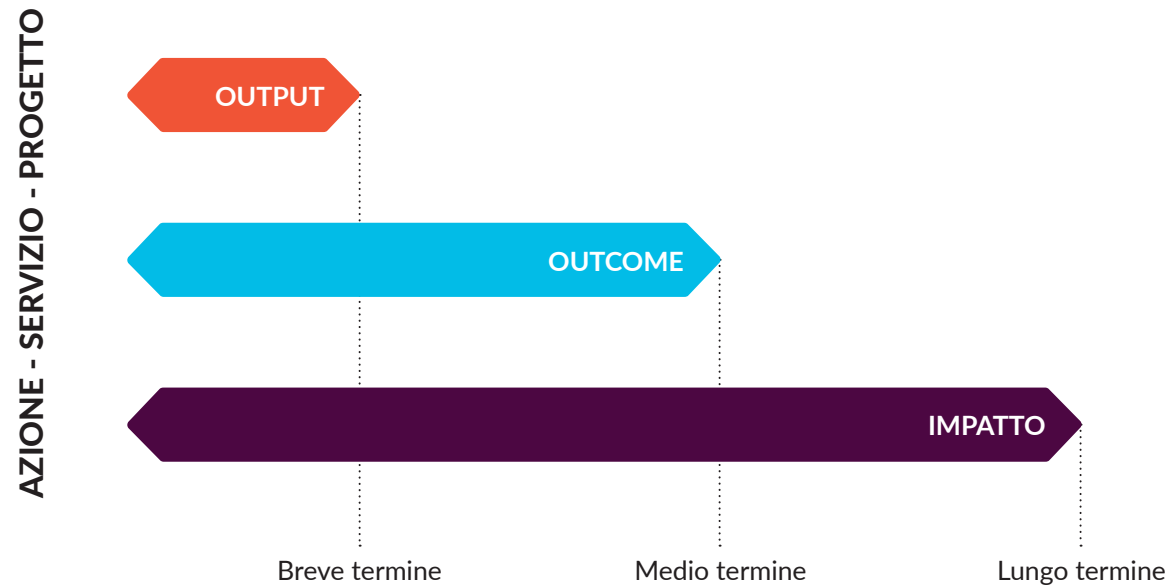 AZIONE - SERVIZIO - PROGETTO
OUTPUT
OUTCOME
IMPATTO
Breve termine
Medio termine
Lungo termine